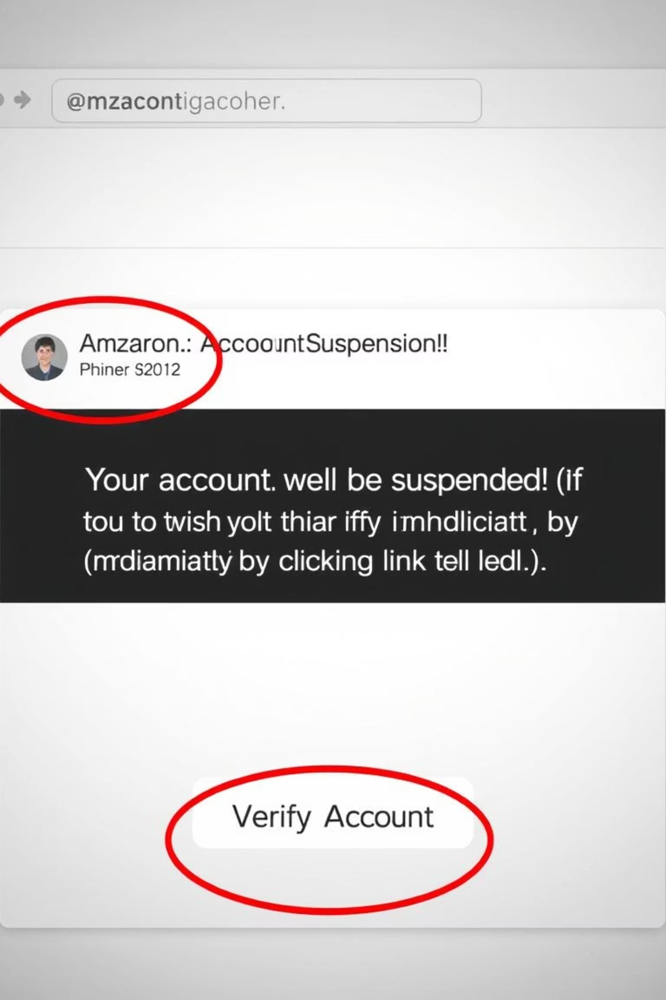 @mzacontigacoher.
Amzaron.: AccoountSuspension!!
Phiner S2012
Your account. well be suspended! (if
tou to twish yolt thiar iffy imhdliciatt, by
(mrdiamiatly by clicking link tell ledl.).
Verify Account